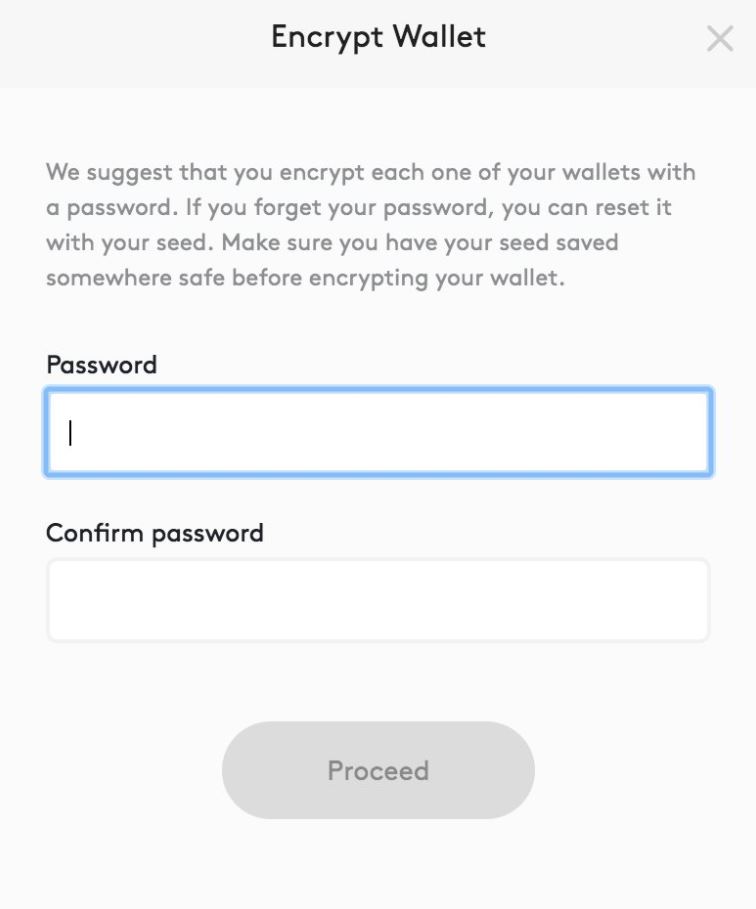 Encrypt Wallet
We suggest that you encrypt each one of your wallets with
a password. If you forget your password, you can reset it
with your seed. Make sure you have your seed saved
somewhere safe before encrypting your wallet.
Password
Confirm password
Proceed